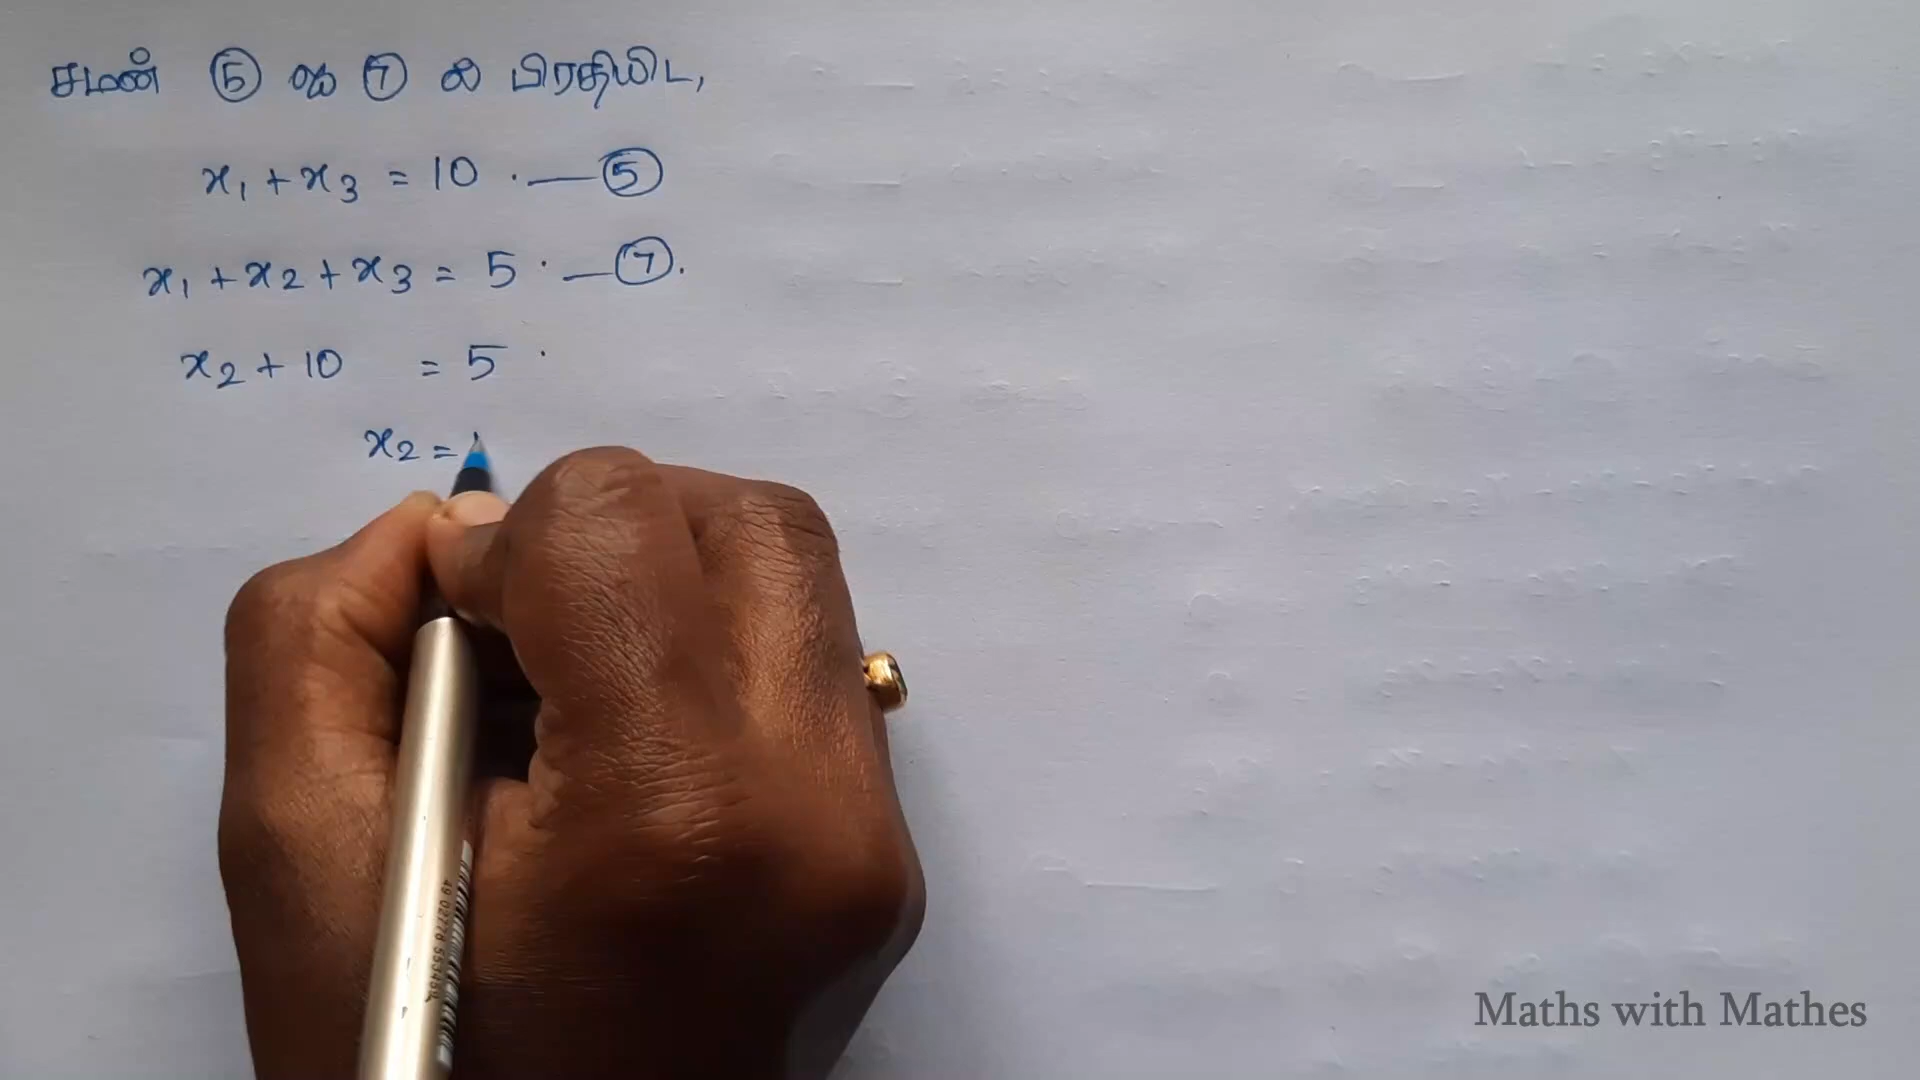 சமன் ⑤ ஐ ⑦ ல் பிரதியிட,
x₁ + x₃ = 10 . — ⑤
x₁ + x₂ + x₃ = 5 . — ⑦.
x₂ + 10 = 5 .
x₂ =
Maths with Mathes